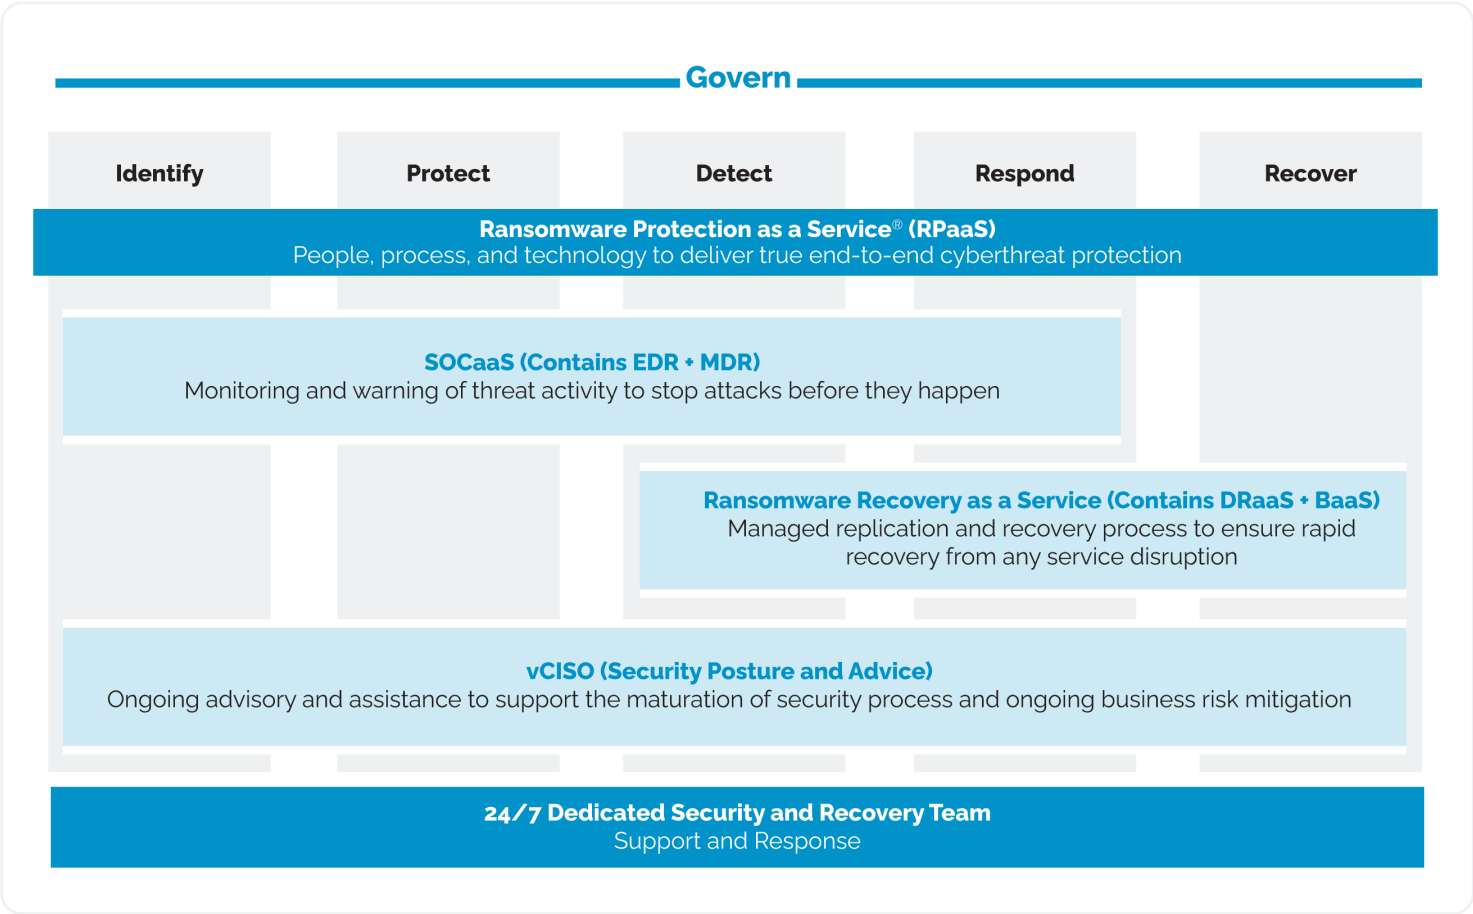 Govern
Identify
Protect
Detect
Respond
Recover
Ransomware Protection as a Service® (RPaaS)
People, process, and technology to deliver true end-to-end cyberthreat protection
SOCaaS (Contains EDR + MDR)
Monitoring and warning of threat activity to stop attacks before they happen
Ransomware Recovery as a Service (Contains DRaaS + BaaS)
Managed replication and recovery process to ensure rapid
recovery from any service disruption
vCISO (Security Posture and Advice)
Ongoing advisory and assistance to support the maturation of security process and ongoing business risk mitigation
24/7 Dedicated Security and Recovery Team
Support and Response